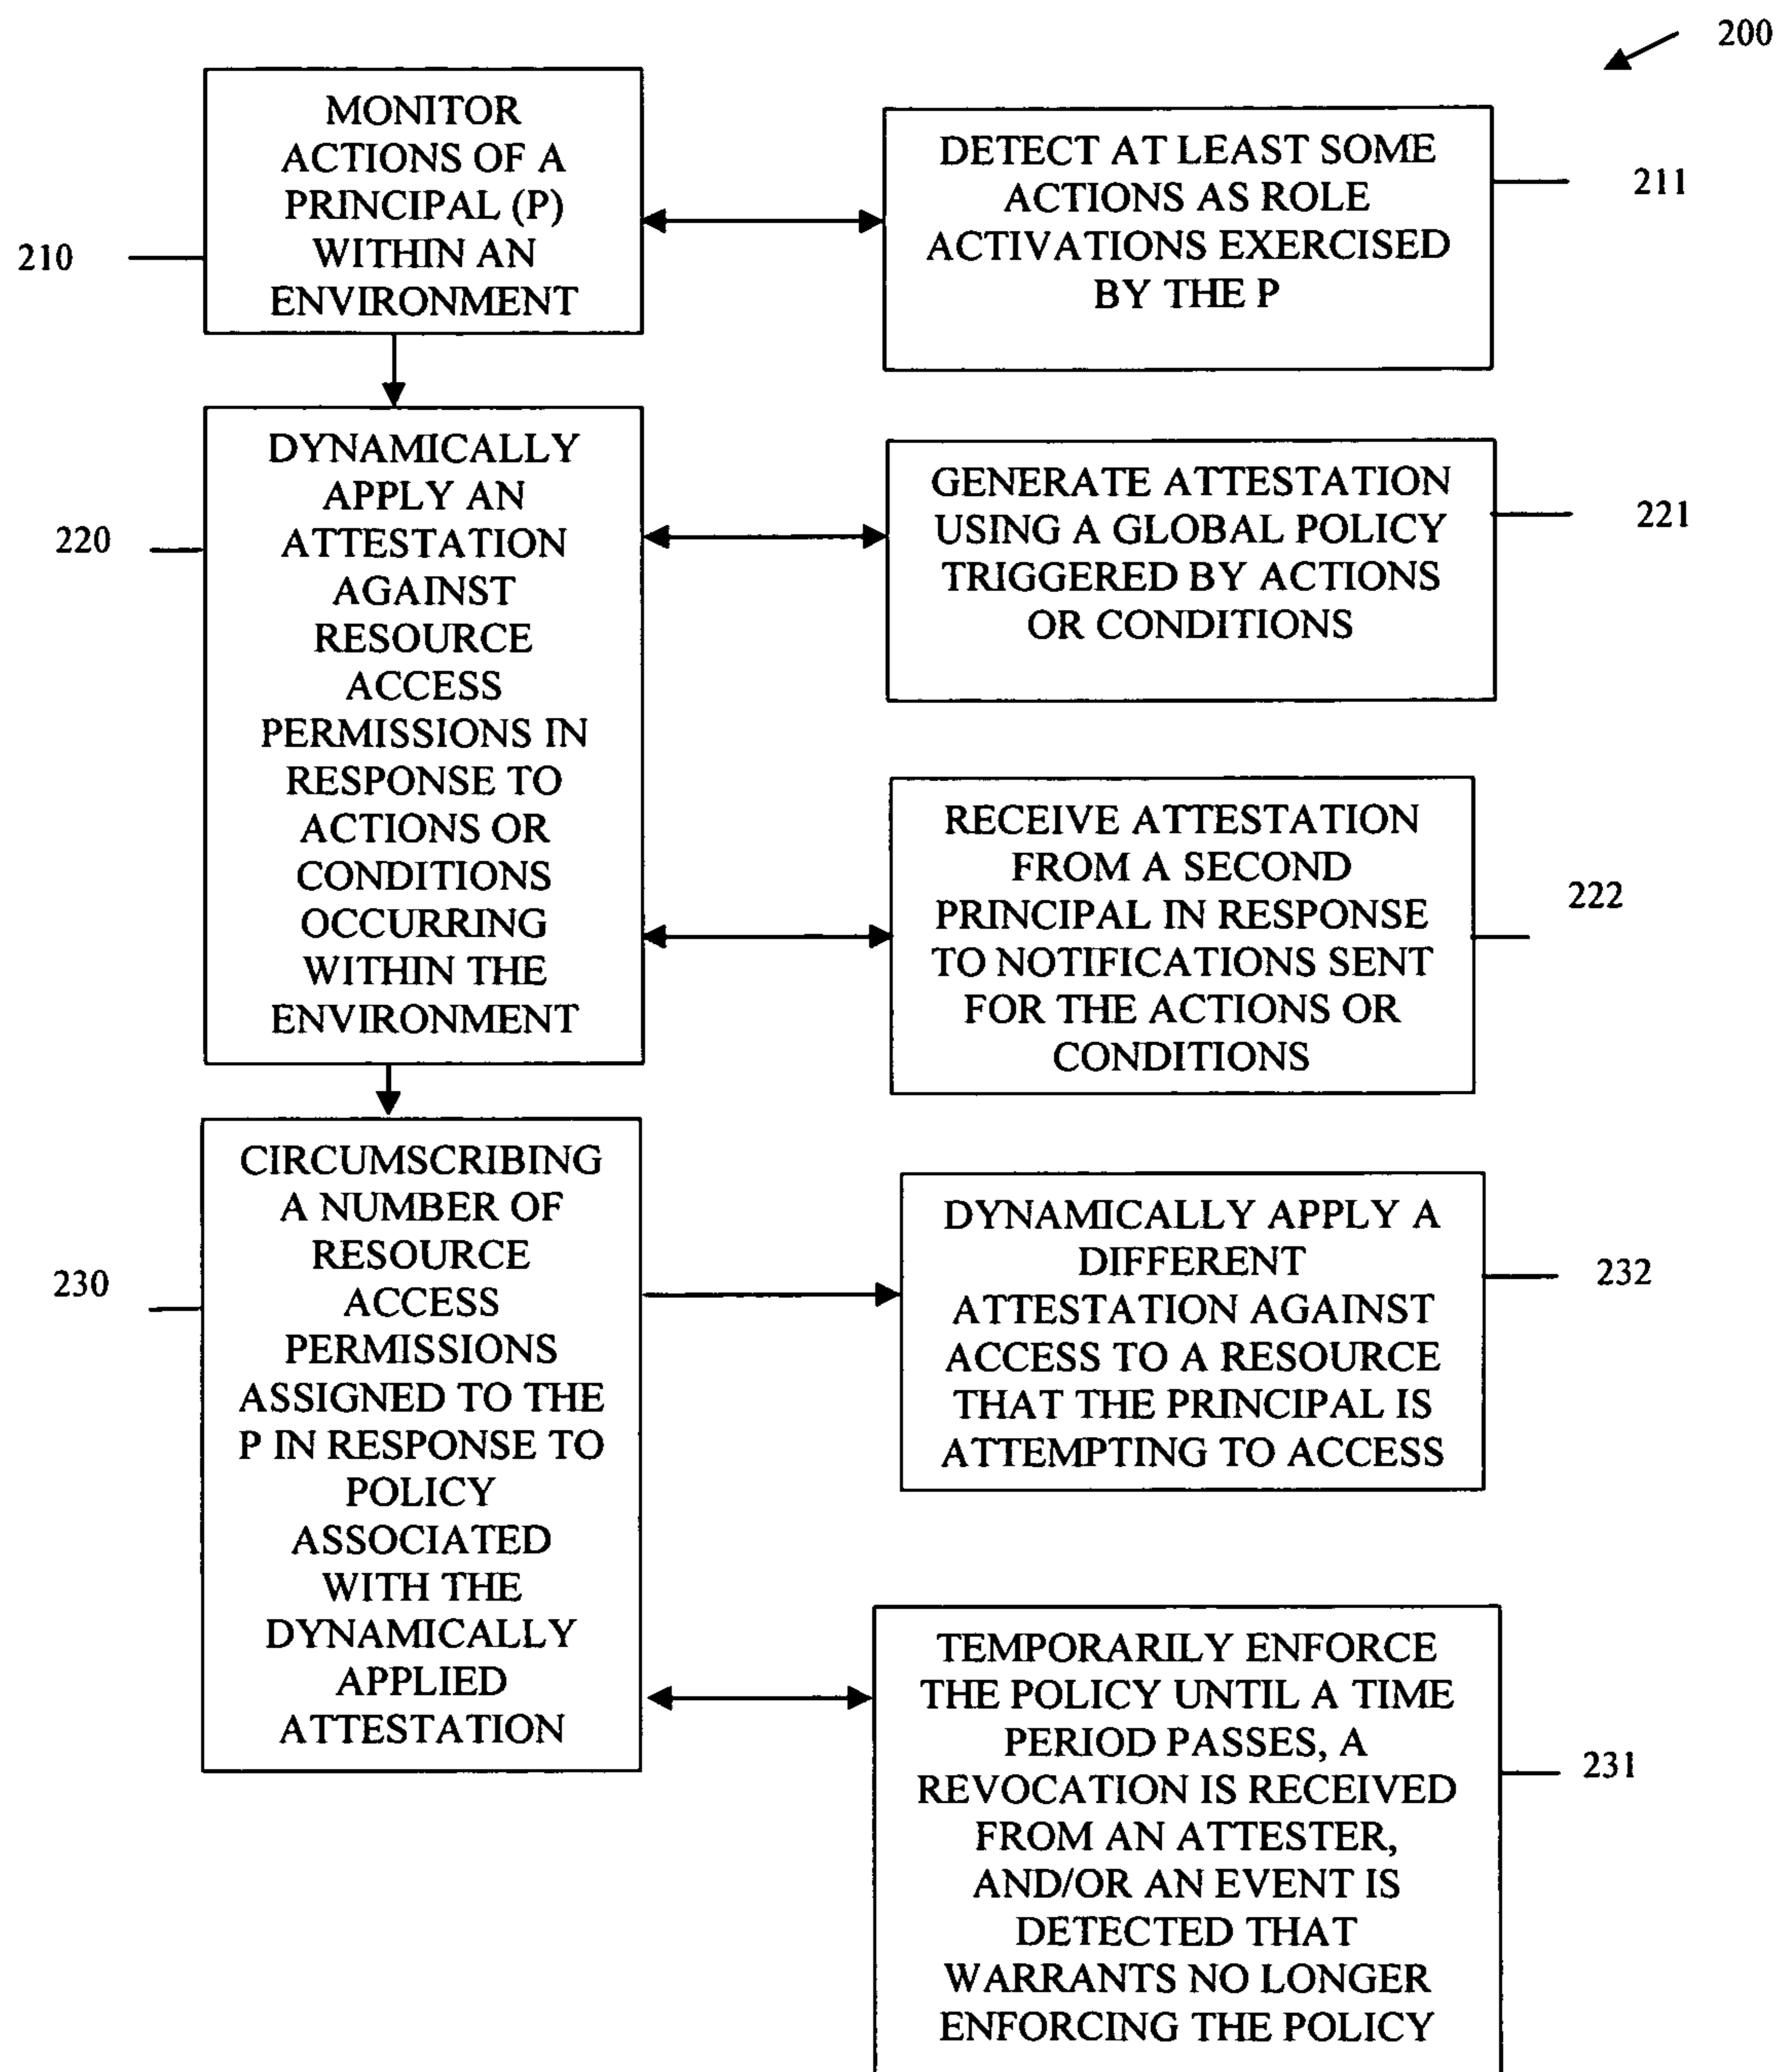 200
MONITOR
ACTIONS OF A
PRINCIPAL (P)
WITHIN AN
ENVIRONMENT
210
DETECT AT LEAST SOME
ACTIONS AS ROLE
ACTIVATIONS EXERCISED
BY THE P
211
DYNAMICALLY
APPLY AN
ATTESTATION
AGAINST
RESOURCE
ACCESS
PERMISSIONS IN
RESPONSE TO
ACTIONS OR
CONDITIONS
OCCURRING
WITHIN THE
ENVIRONMENT
220
GENERATE ATTESTATION
USING A GLOBAL POLICY
TRIGGERED BY ACTIONS
OR CONDITIONS
221
RECEIVE ATTESTATION
FROM A SECOND
PRINCIPAL IN RESPONSE
TO NOTIFICATIONS SENT
FOR THE ACTIONS OR
CONDITIONS
222
CIRCUMSCRIBING
A NUMBER OF
RESOURCE
ACCESS
PERMISSIONS
ASSIGNED TO THE
P IN RESPONSE TO
POLICY
ASSOCIATED
WITH THE
DYNAMICALLY
APPLIED
ATTESTATION
230
DYNAMICALLY APPLY A
DIFFERENT
ATTESTATION AGAINST
ACCESS TO A RESOURCE
THAT THE PRINCIPAL IS
ATTEMPTING TO ACCESS
232
TEMPORARILY ENFORCE
THE POLICY UNTIL A TIME
PERIOD PASSES, A
REVOCATION IS RECEIVED
FROM AN ATTESTER,
AND/OR AN EVENT IS
DETECTED THAT
WARRANTS NO LONGER
ENFORCING THE POLICY
231